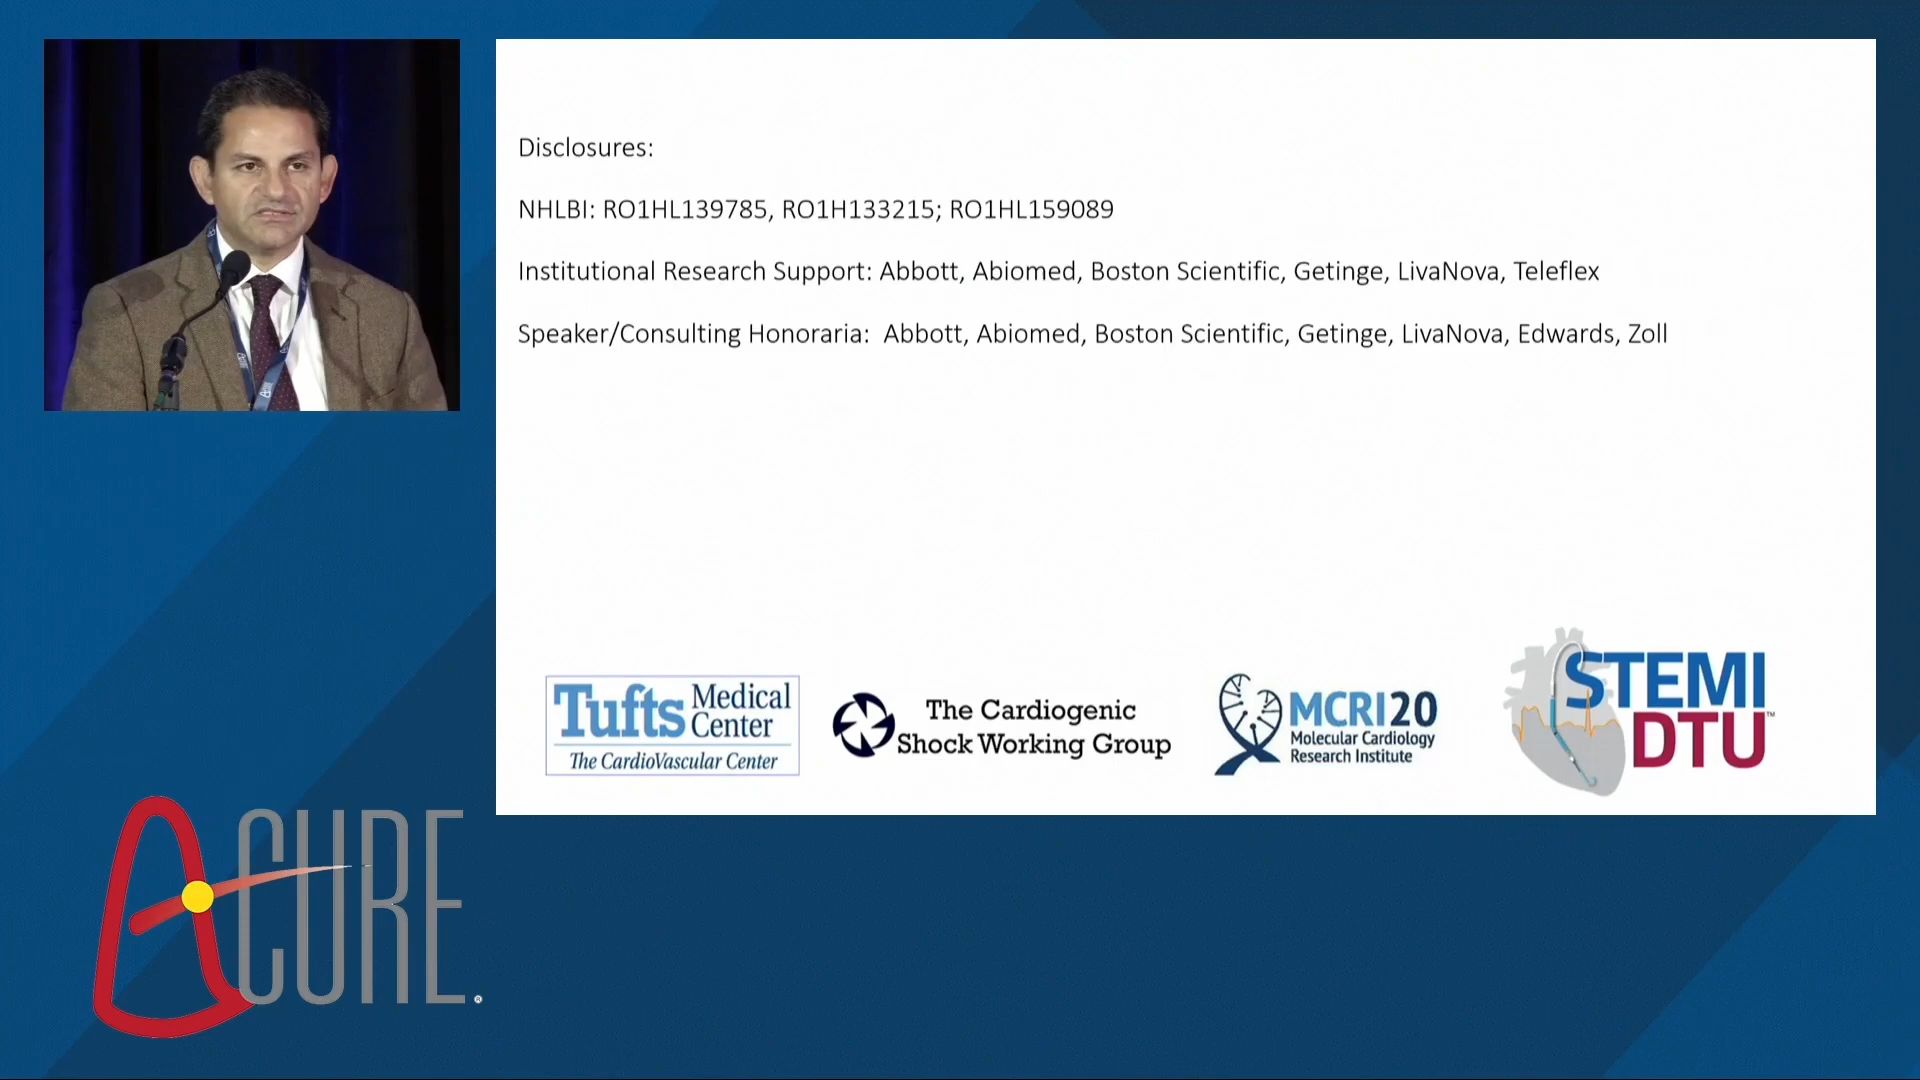 Disclosures:
NHLBI: RO1HL139785, RO1H133215; RO1HL159089
Institutional Research Support: Abbott, Abiomed, Boston Scientific, Getinge, LivaNova, Teleflex
Speaker/Consulting Honoraria:  Abbott, Abiomed, Boston Scientific, Getinge, LivaNova, Edwards, Zoll
Tufts Medical Center
The CardioVascular Center
The Cardiogenic
Shock Working Group
MCRI20
Molecular Cardiology
Research Institute
STEMI
DTU™
A-CURE®